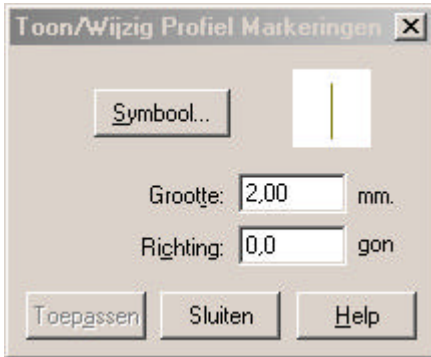 Toon/Wijzig Profiel Markeringen
Symbool...
Grootte: 2,00 mm.
Richting: 0,0 gon
Toepassen Sluiten Help